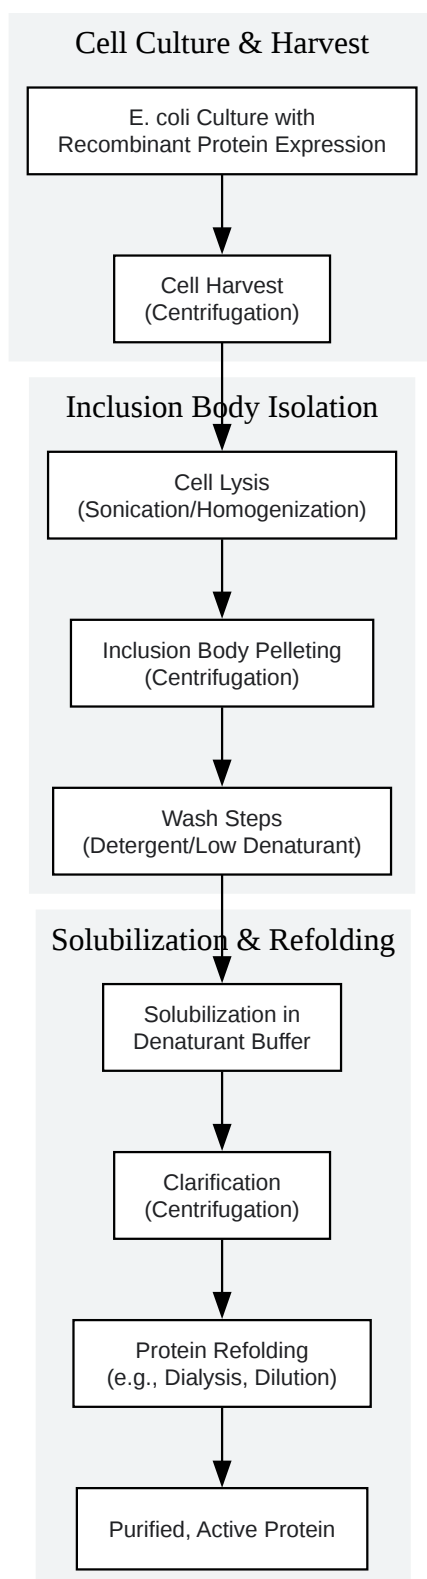 Cell Culture & Harvest
E. coli Culture with
Recombinant Protein Expression
Cell Harvest
(Centrifugation)
Inclusion Body Isolation
Cell Lysis
(Sonication/Homogenization)
Inclusion Body Pelleting
(Centrifugation)
Wash Steps
(Detergent/Low Denaturant)
Solubilization & Refolding
Solubilization in
Denaturant Buffer
Clarification
(Centrifugation)
Protein Refolding
(e.g., Dialysis, Dilution)
Purified, Active Protein